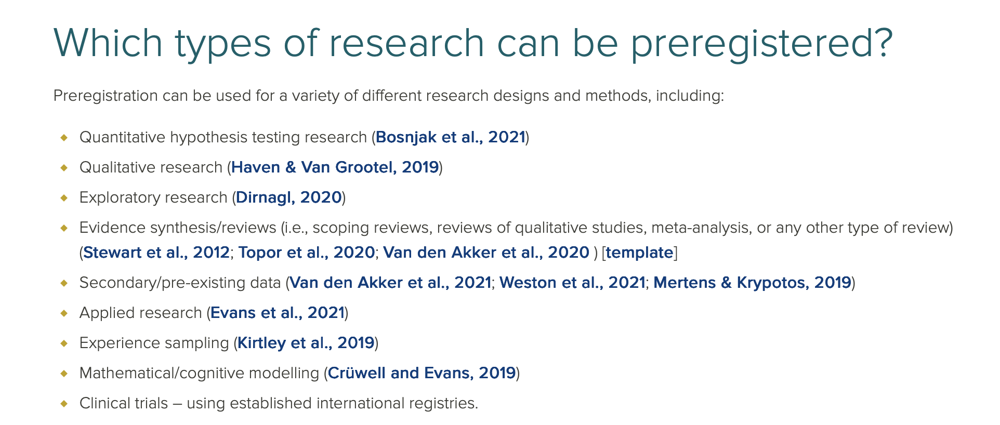 Which types of research can be preregistered?
Preregistration can be used for a variety of different research designs and methods, including:
Quantitative hypothesis testing research (Bosnjak et al., 2021)
Qualitative research (Haven & Van Grootel, 2019)
Exploratory research (Dirnagl, 2020)
Evidence synthesis/reviews (i.e., scoping reviews, reviews of qualitative studies, meta-analysis, or any other type of review)
(Stewart et al., 2012; Topor et al., 2020; Van den Akker et al., 2020 ) [template]
Secondary/pre-existing data (Van den Akker et al., 2021; Weston et al., 2021; Mertens & Krypotos, 2019)
Applied research (Evans et al., 2021)
Experience sampling (Kirtley et al., 2019)
Mathematical/cognitive modelling (Crüwell and Evans, 2019)
Clinical trials – using established international registries.